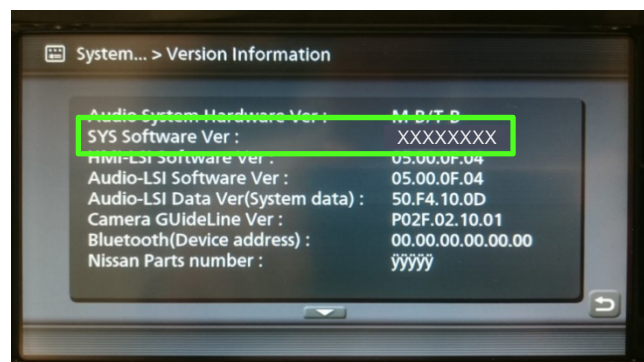 System... > Version Information
Audio System Hardware Ver : M-B/T-B
SYS Software Ver : XXXXXXXX
HMI-LSI Software Ver : 05.00.0F.04
Audio-LSI Software Ver : 05.00.0F.04
Audio-LSI Data Ver(System data) : 50.F4.10.0D
Camera GUideLine Ver : P02F.02.10.01
Bluetooth(Device address) : 00.00.00.00.00.00
Nissan Parts number : ÿÿÿÿÿ